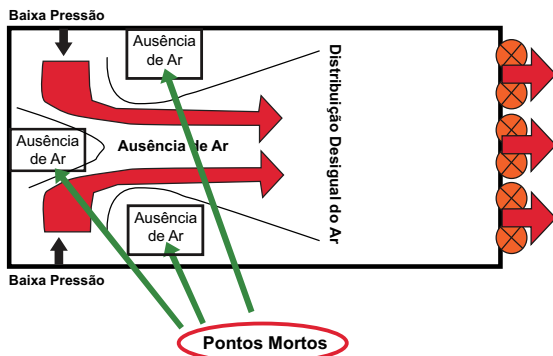 Baixa Pressão
Ausência
de Ar
Distribuição Desigual do Ar
Ausência
de Ar
Ausência de Ar
Ausência
de Ar
Baixa Pressão
Pontos Mortos